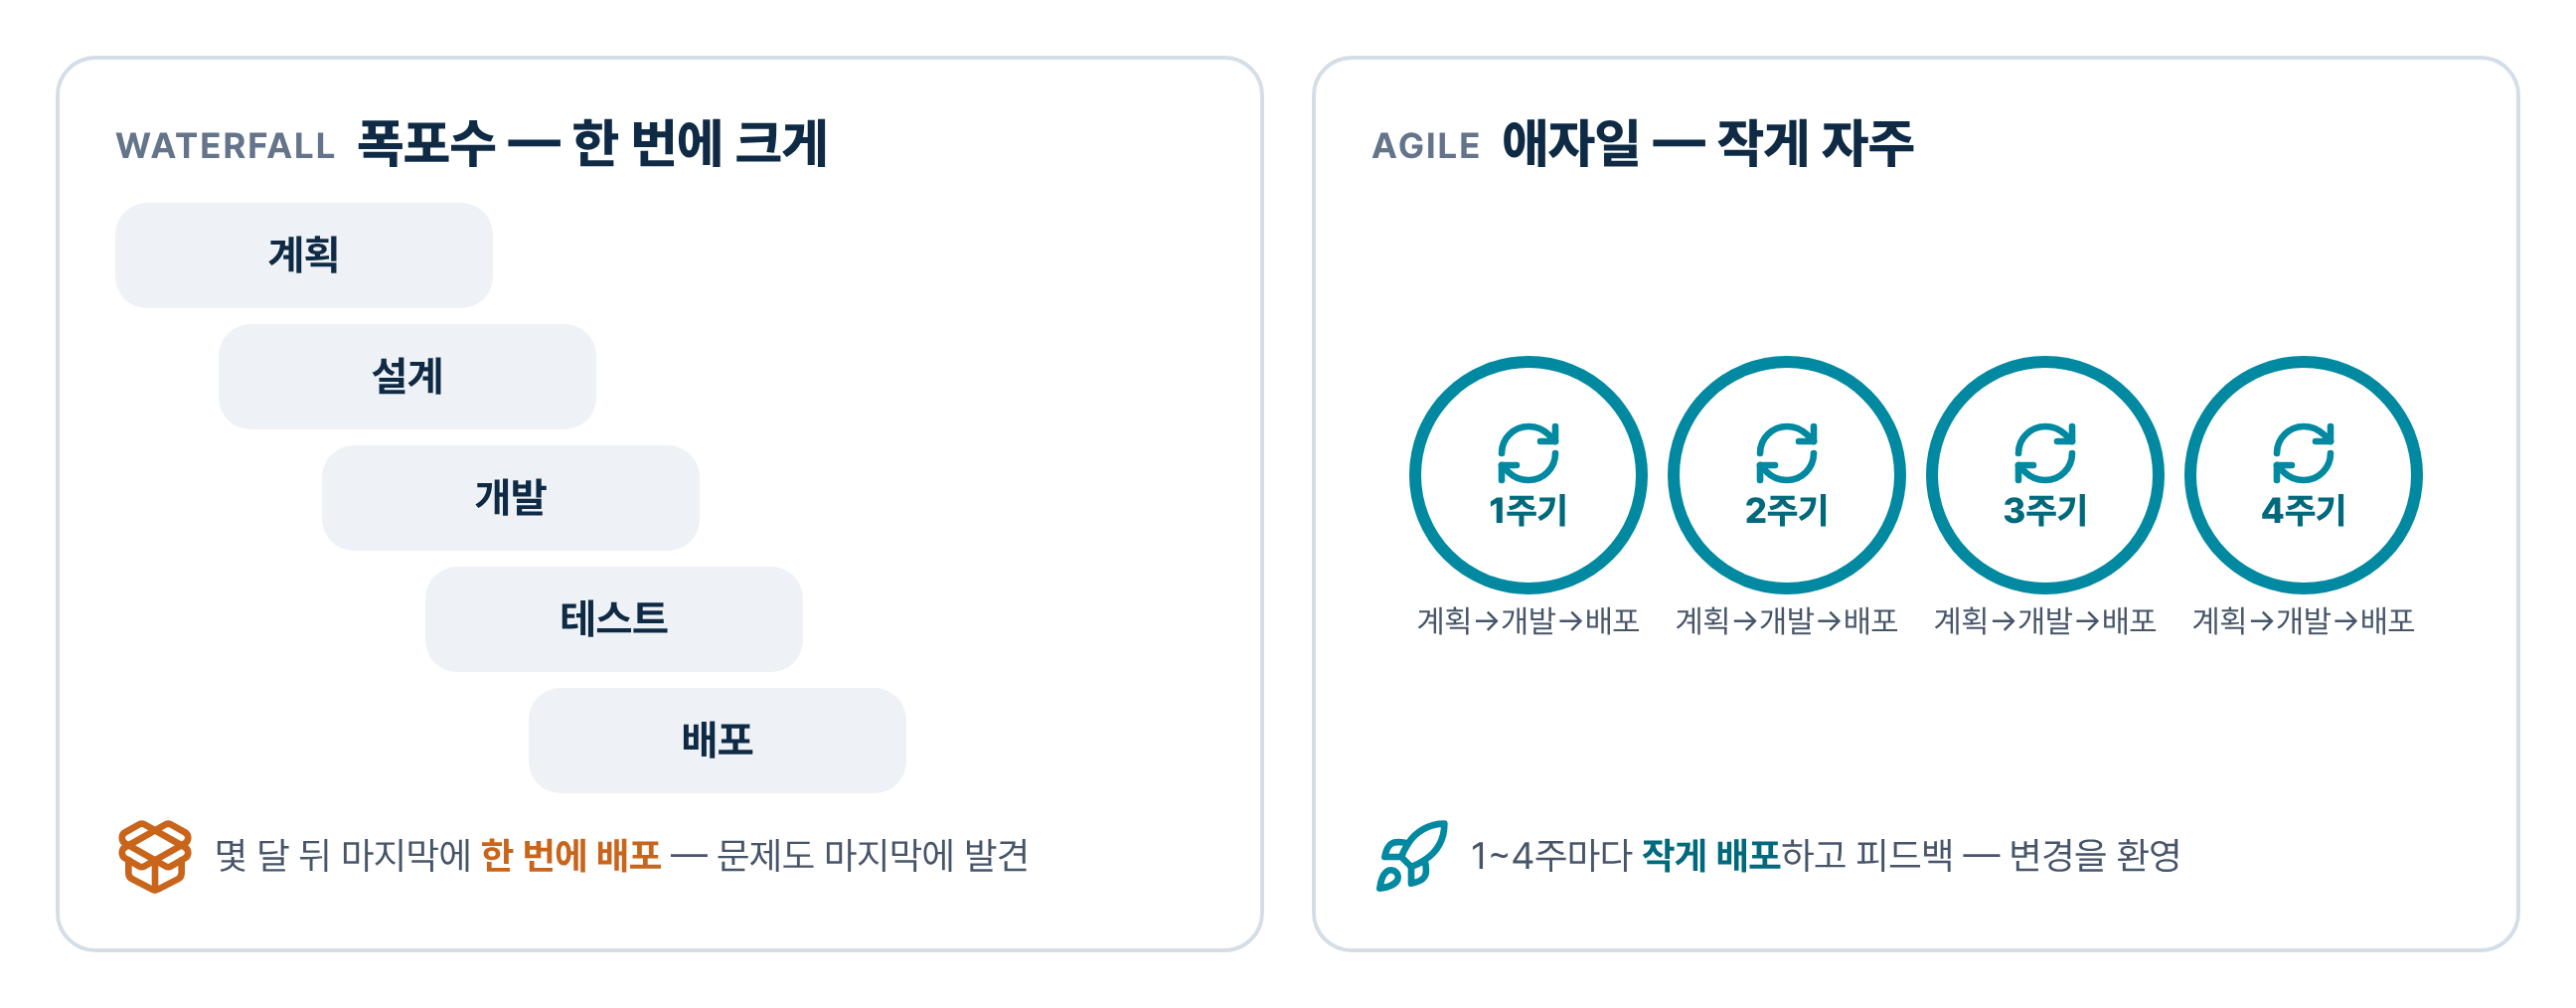 WATERFALL 폭포수 — 한 번에 크게
계획
설계
개발
테스트
배포
몇 달 뒤 마지막에 한 번에 배포 — 문제도 마지막에 발견
AGILE 애자일 — 작게 자주
1주기
2주기
3주기
4주기
계획→개발→배포
계획→개발→배포
계획→개발→배포
계획→개발→배포
1~4주마다 작게 배포하고 피드백 — 변경을 환영